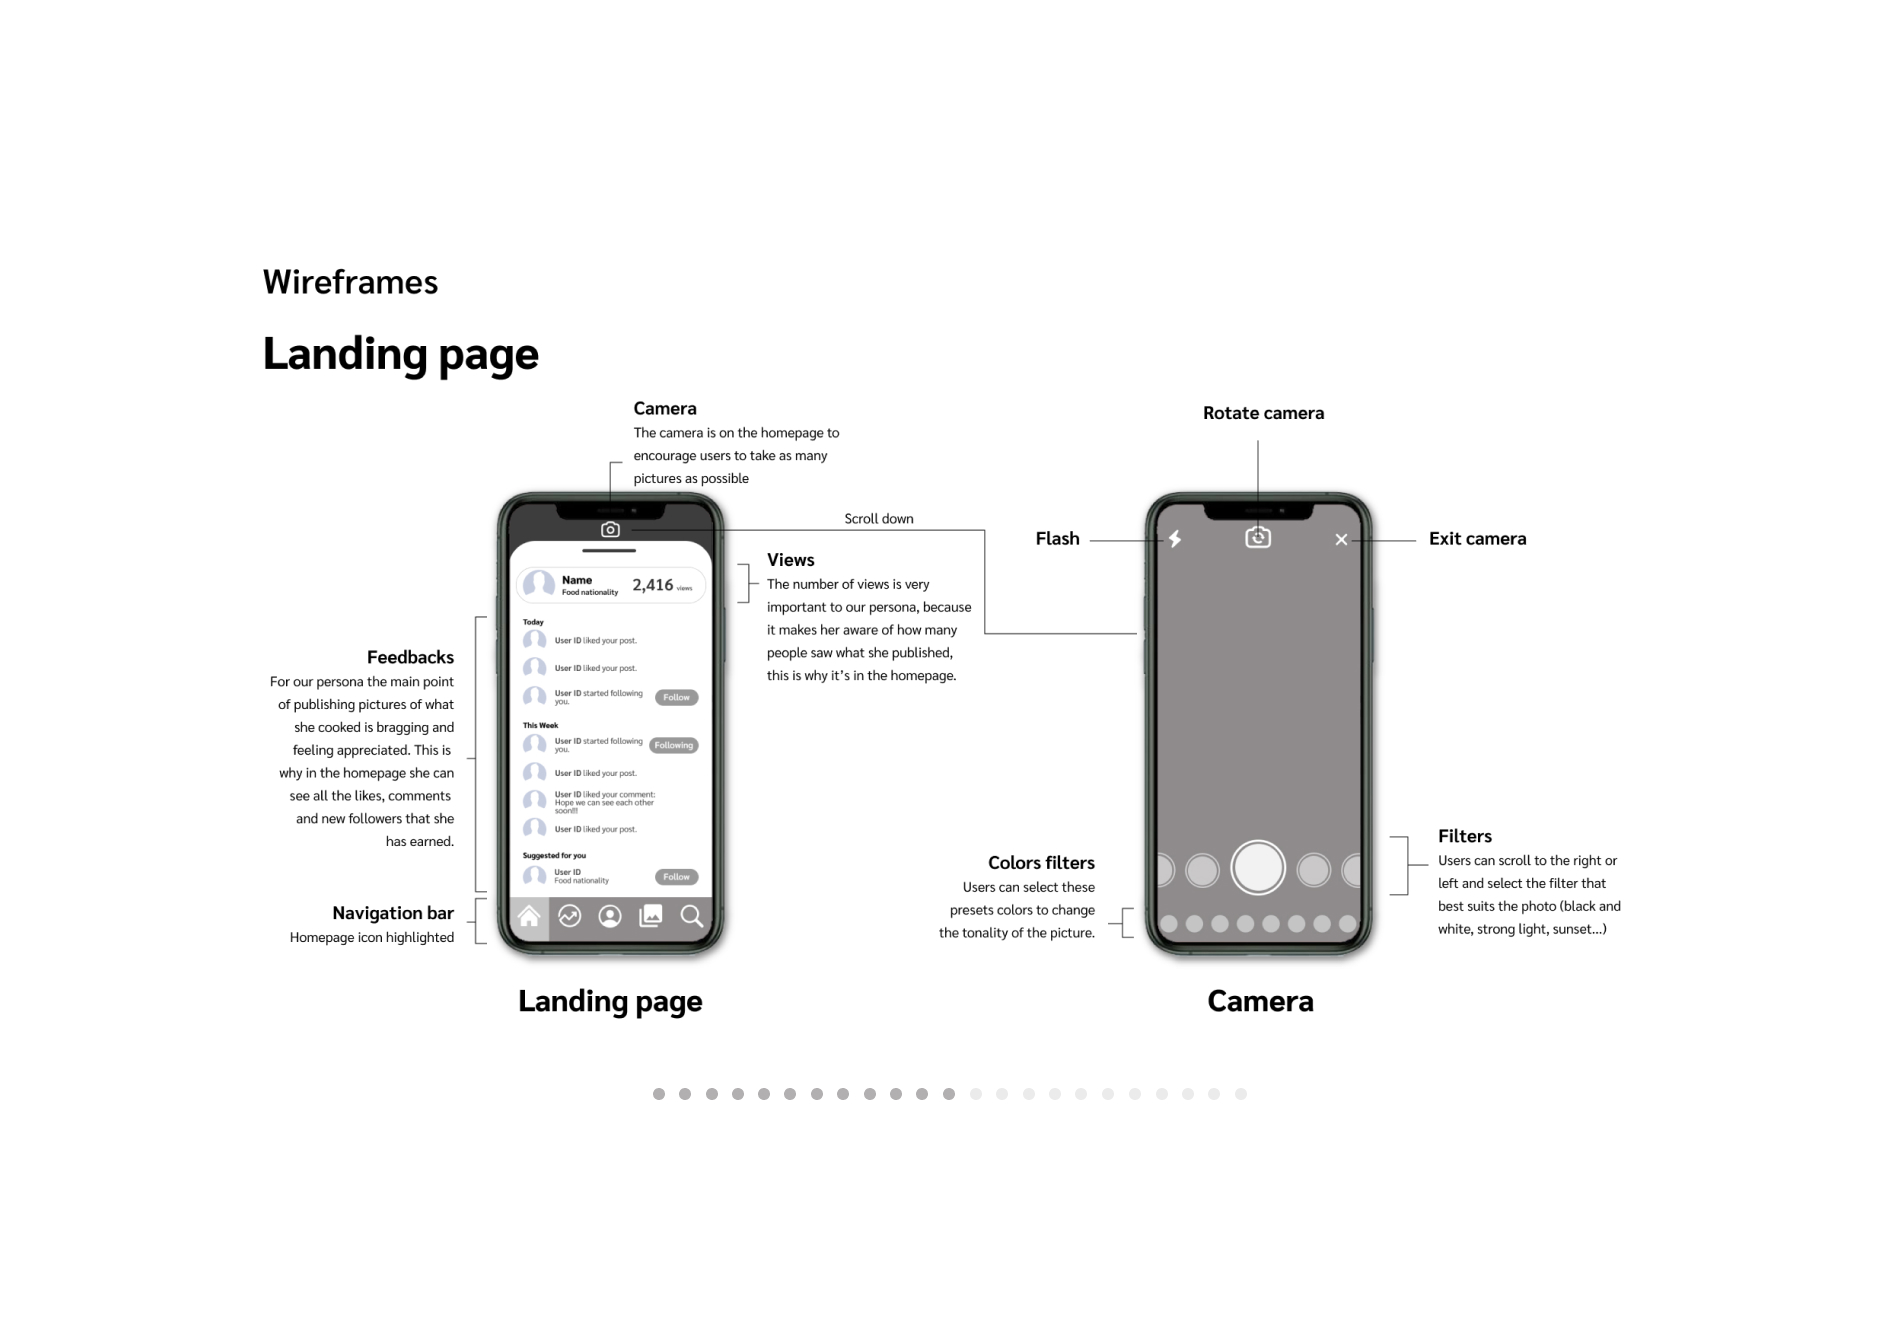 Wireframes
Landing page
Camera
The camera is on the homepage to
encourage users to take as many
pictures as possible
Scroll down
Views
The number of views is very
important to our persona, because
it makes her aware of how many
people saw what she published,
this is why it’s in the homepage.
Feedbacks
For our persona the main point
of publishing pictures of what
she cooked is bragging and
feeling appreciated. This is
why in the homepage she can
see all the likes, comments
and new followers that she
has earned.
Navigation bar
Homepage icon highlighted
Name
Food nationality
2,416 views
Today
User ID liked your post.
User ID liked your post.
User ID started following
you.
Follow
This Week
User ID started following
you.
Following
User ID liked your post.
User ID liked your comment:
Hope we can see each other
soon!!!
User ID liked your post.
Suggested for you
User ID
Food nationality
Follow
Landing page
Rotate camera
Flash
Exit camera
Colors filters
Users can select these
presets colors to change
the tonality of the picture.
Filters
Users can scroll to the right or
left and select the filter that
best suits the photo (black and
white, strong light, sunset...)
Camera